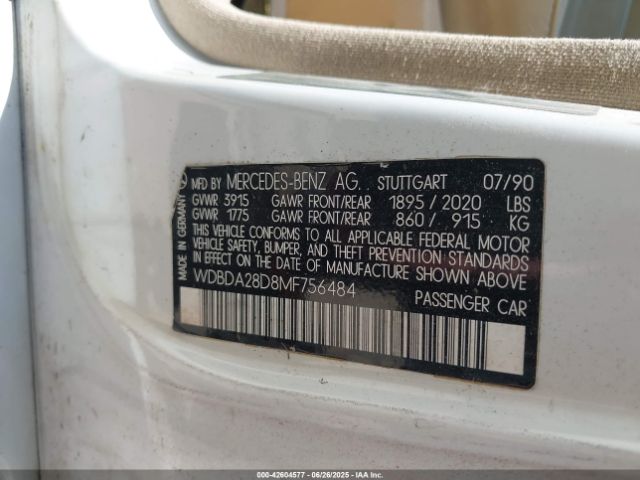 MADE IN GERMANY
MFD BY MERCEDES-BENZ AG. STUTTGART 07/90
GVWR 3915 GAWR FRONT/REAR 1895/2020 LBS
GVWR 1775 GAWR FRONT/REAR 860/915 KG
THIS VEHICLE CONFORMS TO ALL APPLICABLE FEDERAL MOTOR
VEHICLE SAFETY, BUMPER, AND THEFT PREVENTION STANDARDS
IN EFFECT ON THE DATE OF MANUFACTURE SHOWN ABOVE
WDBDA28D8MF756484 PASSENGER CAR
000-42604577 - 06/26/2025 - IAAI.COM